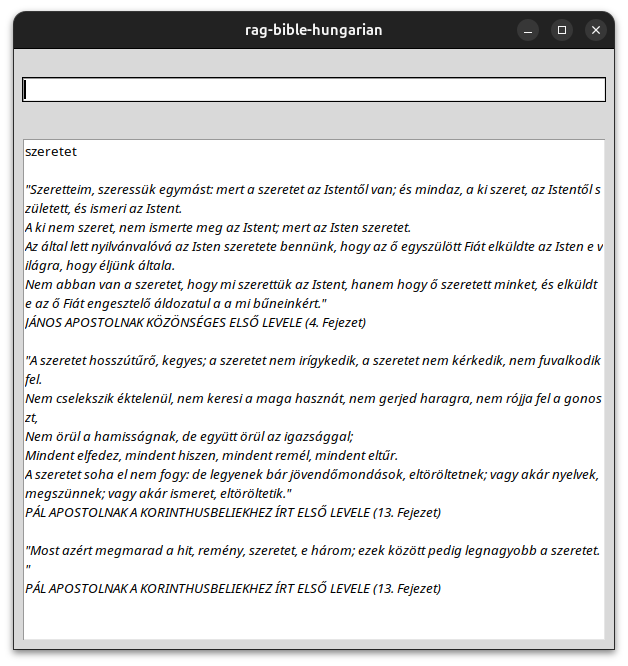 rag-bible-hungarian
szeretet
"Szeretteim, szeressük egymást: mert a szeretet az Istentől van; és mindaz, a ki szeret, az Istentől s
zületett, és ismeri az Istent.
A ki nem szeret, nem ismerte meg az Istent; mert az Isten szeretet.
Az által lett nyilvánvalóvá az Isten szeretete bennünk, hogy az ő egyszülött Fiát elküldte az Isten e v
ilágra, hogy éljünk általa.
Nem abban van a szeretet, hogy mi szerettük az Istent, hanem hogy ő szeretett minket, és elküldt
e az ő Fiát engesztelő áldozatul a a mi bűneinkért."
JÁNOS APOSTOLNAK KÖZÖNSÉGES ELSŐ LEVELE (4. Fejezet)
"A szeretet hosszútűrő, kegyes; a szeretet nem irígykedik, a szeretet nem kérkedik, nem fuvalkodik
fel.
Nem cselekszik éktelenül, nem keresi a maga hasznát, nem gerjed haragra, nem rójja fel a gonos
zt,
Nem örül a hamisságnak, de együtt örül az igazsággal;
Mindent elfedez, mindent hiszen, mindent remél, mindent eltűr.
A szeretet soha el nem fogy: de legyenek bár jövendőmondások, eltöröltetnek; vagy akár nyelvek,
megszünnek; vagy akár ismeret, eltöröltetik."
PÁL APOSTOLNAK A KORINTHUSBELIEKHEZ ÍRT ELSŐ LEVELE (13. Fejezet)
"Most azért megmarad a hit, remény, szeretet, e három; ezek között pedig legnagyobb a szeretet.
"
PÁL APOSTOLNAK A KORINTHUSBELIEKHEZ ÍRT ELSŐ LEVELE (13. Fejezet)